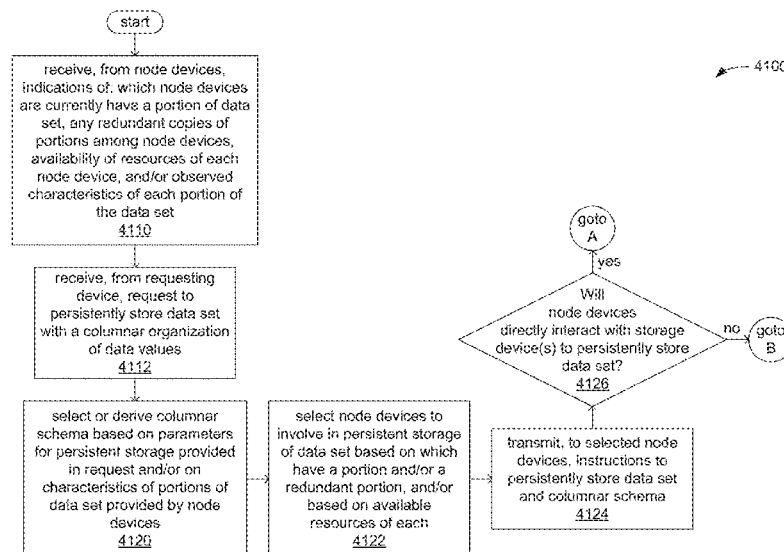 start
receive, from node devices,
indications of, which node devices
are currently have a portion of data
set, any redundant copies of
portions among node devices,
availability of resources of each
node device, and/or observed
characteristics of each portion of
the data set
4110
receive, from requesting
device, request to
persistently store data set
with a columnar organization
of data values
4112
select or derive columnar
schema based on parameters
for persistent storage provided
in request and/or on
characteristics of portions of
data set provided by node
devices
4120
select node devices to
involve in persistent storage
of data set based on which
have a portion and/or a
redundant portion, and/or
based on available
resources of each
4122
transmit, to selected node
devices, instructions to
persistently store data set
and columnar schema
4124
Will
node devices
directly interact with storage
device(s) to persistently store
data set?
4126
yes
goto
A
no
goto
B
4100